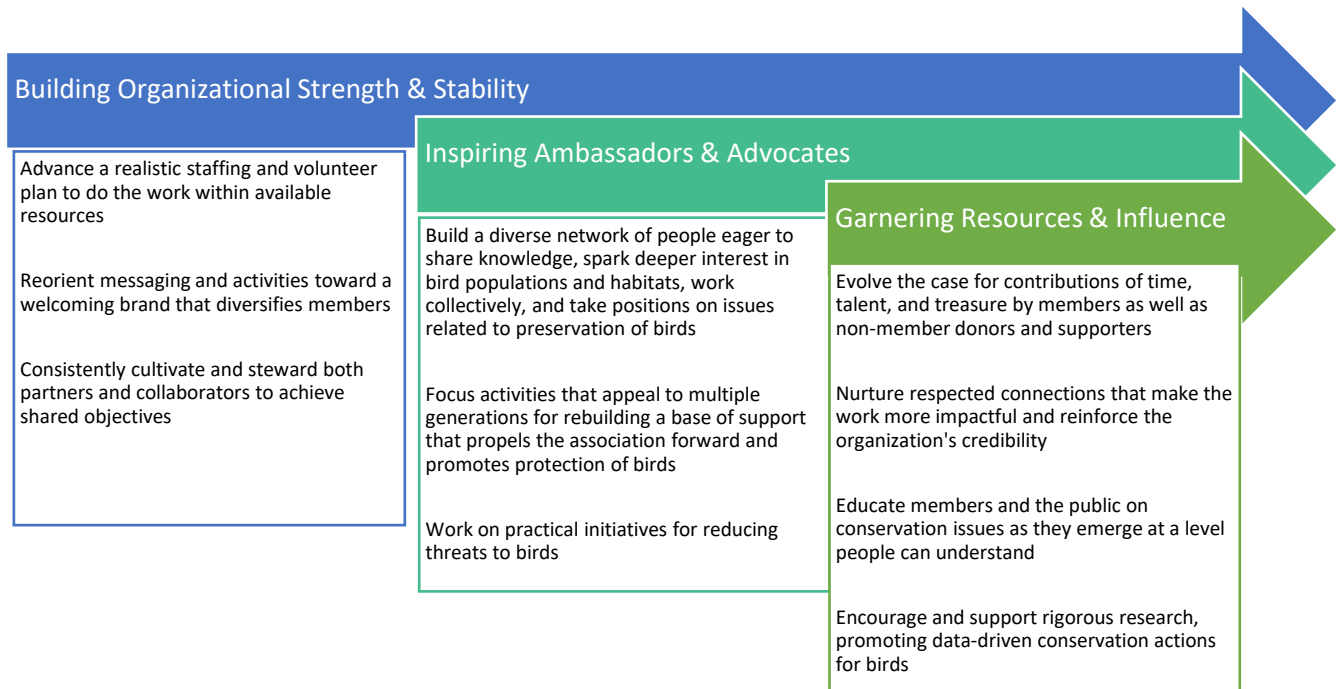 Building Organizational Strength & Stability
Advance a realistic staffing and volunteer
plan to do the work within available
resources
Reorient messaging and activities toward a
welcoming brand that diversifies members
Consistently cultivate and steward both
partners and collaborators to achieve
shared objectives
Inspiring Ambassadors & Advocates
Build a diverse network of people eager to
share knowledge, spark deeper interest in
bird populations and habitats, work
collectively, and take positions on issues
related to preservation of birds
Focus activities that appeal to multiple
generations for rebuilding a base of support
that propels the association forward and
promotes protection of birds
Work on practical initiatives for reducing
threats to birds
Garnering Resources & Influence
Evolve the case for contributions of time,
talent, and treasure by members as well as
non-member donors and supporters
Nurture respected connections that make the
work more impactful and reinforce the
organization's credibility
Educate members and the public on
conservation issues as they emerge at a level
people can understand
Encourage and support rigorous research,
promoting data-driven conservation actions
for birds